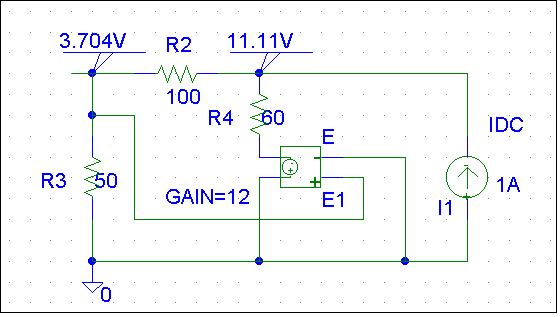 3.704V
R2
11.11V
100
R4
60
IDC
E
R3
50
GAIN=12
E1
I1
1A
0